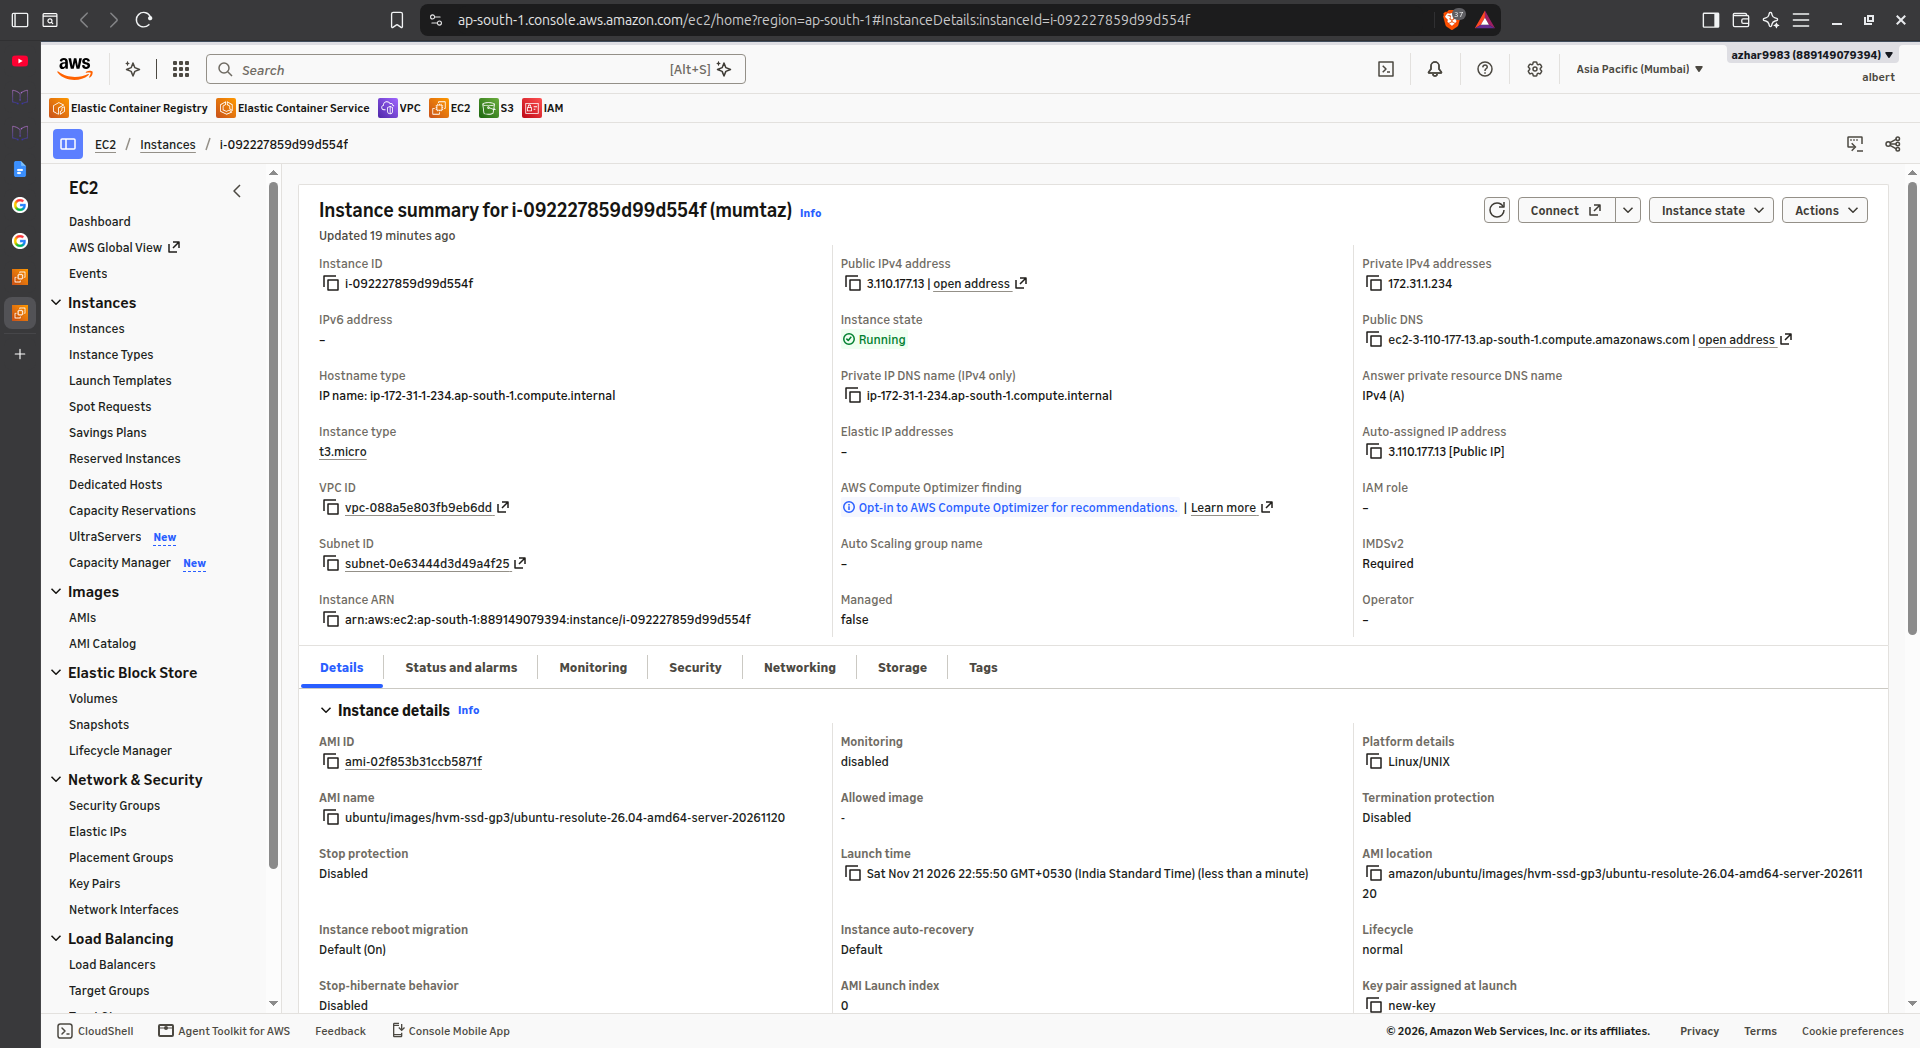 ap-south-1.console.aws.amazon.com/ec2/home?region=ap-south-1#InstanceDetails:instanceId=i-092227859d99d554f
37
aws
Search
[Alt+S]
Asia Pacific (Mumbai)
azhar9983 (889149079394)
albert
Elastic Container Registry
Elastic Container Service
VPC
EC2
S3
IAM
EC2 / Instances / i-092227859d99d554f
EC2
Dashboard
AWS Global View
Events
Instances
Instances
Instance Types
Launch Templates
Spot Requests
Savings Plans
Reserved Instances
Dedicated Hosts
Capacity Reservations
UltraServers New
Capacity Manager New
Images
AMIs
AMI Catalog
Elastic Block Store
Volumes
Snapshots
Lifecycle Manager
Network & Security
Security Groups
Elastic IPs
Placement Groups
Key Pairs
Network Interfaces
Load Balancing
Load Balancers
Target Groups
Instance summary for i-092227859d99d554f (mumtaz) Info
Updated 19 minutes ago
Connect
Instance state
Actions
Instance ID
i-092227859d99d554f
Public IPv4 address
3.110.177.13 | open address
Private IPv4 addresses
172.31.1.234
IPv6 address
–
Instance state
Running
Public DNS
ec2-3-110-177-13.ap-south-1.compute.amazonaws.com | open address
Hostname type
IP name: ip-172-31-1-234.ap-south-1.compute.internal
Private IP DNS name (IPv4 only)
ip-172-31-1-234.ap-south-1.compute.internal
Answer private resource DNS name
IPv4 (A)
Instance type
t3.micro
Elastic IP addresses
–
Auto-assigned IP address
3.110.177.13 [Public IP]
VPC ID
vpc-088a5e803fb9eb6dd
AWS Compute Optimizer finding
Opt-in to AWS Compute Optimizer for recommendations. | Learn more
IAM role
–
Subnet ID
subnet-0e63444d3d49a4f25
Auto Scaling group name
–
IMDSv2
Required
Instance ARN
arn:aws:ec2:ap-south-1:889149079394:instance/i-092227859d99d554f
Managed
false
Operator
–
Details
Status and alarms
Monitoring
Security
Networking
Storage
Tags
Instance details Info
AMI ID
ami-02f853b31ccb5871f
Monitoring
disabled
Platform details
Linux/UNIX
AMI name
ubuntu/images/hvm-ssd-gp3/ubuntu-resolute-26.04-amd64-server-20261120
Allowed image
-
Termination protection
Disabled
Stop protection
Disabled
Launch time
Sat Nov 21 2026 22:55:50 GMT+0530 (India Standard Time) (less than a minute)
AMI location
amazon/ubuntu/images/hvm-ssd-gp3/ubuntu-resolute-26.04-amd64-server-202611
20
Instance reboot migration
Default (On)
Instance auto-recovery
Default
Lifecycle
normal
Stop-hibernate behavior
Disabled
AMI Launch index
0
Key pair assigned at launch
new-key
CloudShell
Agent Toolkit for AWS
Feedback
Console Mobile App
© 2026, Amazon Web Services, Inc. or its affiliates.
Privacy
Terms
Cookie preferences